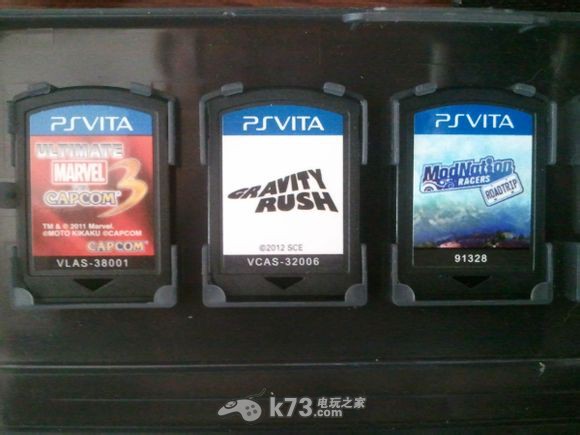 PSVITA
ULTIMATE
MARVEL
VS
CAPCOM 3
TM & © 2011 Marvel.
©MOTO KIKAKU ©CAPCOM
CAPCOM
VLAS-38001
PSVITA
GRAVITY
RUSH
©2012 SCE
VCAS-32006
PSVITA
ModNation
RACERS
ROADTRIP
91328
k73 电玩之家
.com